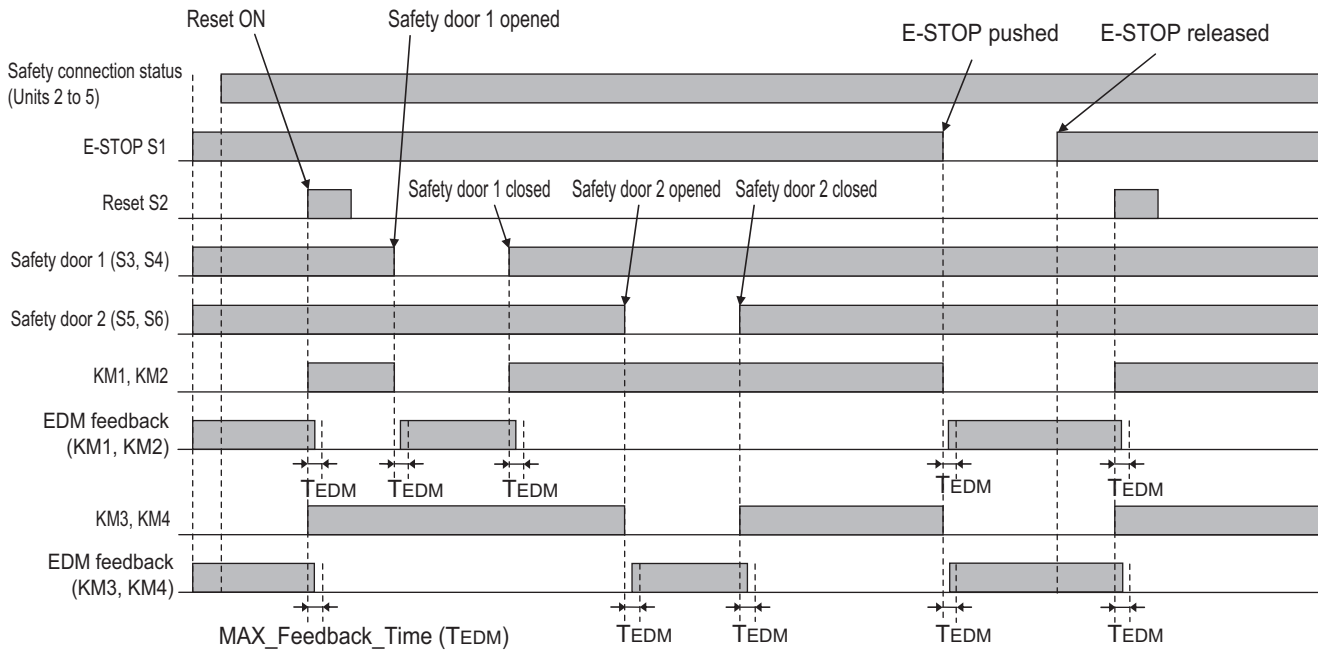 Reset ON
Safety door 1 opened
E-STOP pushed
E-STOP released
Safety connection status
(Units 2 to 5)
E-STOP S1
Safety door 1 closed
Safety door 2 opened
Safety door 2 closed
Reset S2
Safety door 1 (S3, S4)
Safety door 2 (S5, S6)
KM1, KM2
EDM feedback
(KM1, KM2)
TEDM
TEDM
TEDM
TEDM
TEDM
KM3, KM4
EDM feedback
(KM3, KM4)
MAX_Feedback_Time (TEDM)
TEDM
TEDM
TEDM
TEDM